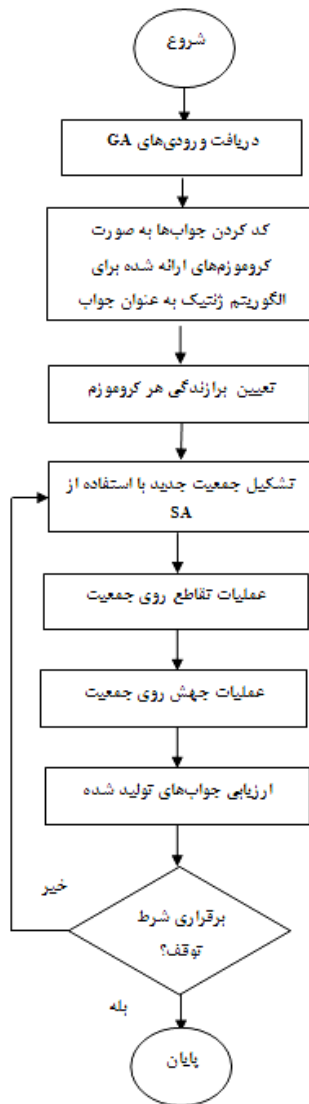 شروع
دریافت ورودی‌های GA
کد کردن جواب‌ها به صورت
کروموزم‌های ارائه شده برای
الگوریتم ژنتیک به عنوان جواب
تعیین برازندگی هر کروموزم
تشکیل جمعیت جدید با استفاده از
SA
عملیات تقاطع روی جمعیت
عملیات جهش روی جمعیت
ارزیابی جواب‌های تولید شده
خیر
برقراری شرط
توقف؟
بله
پایان